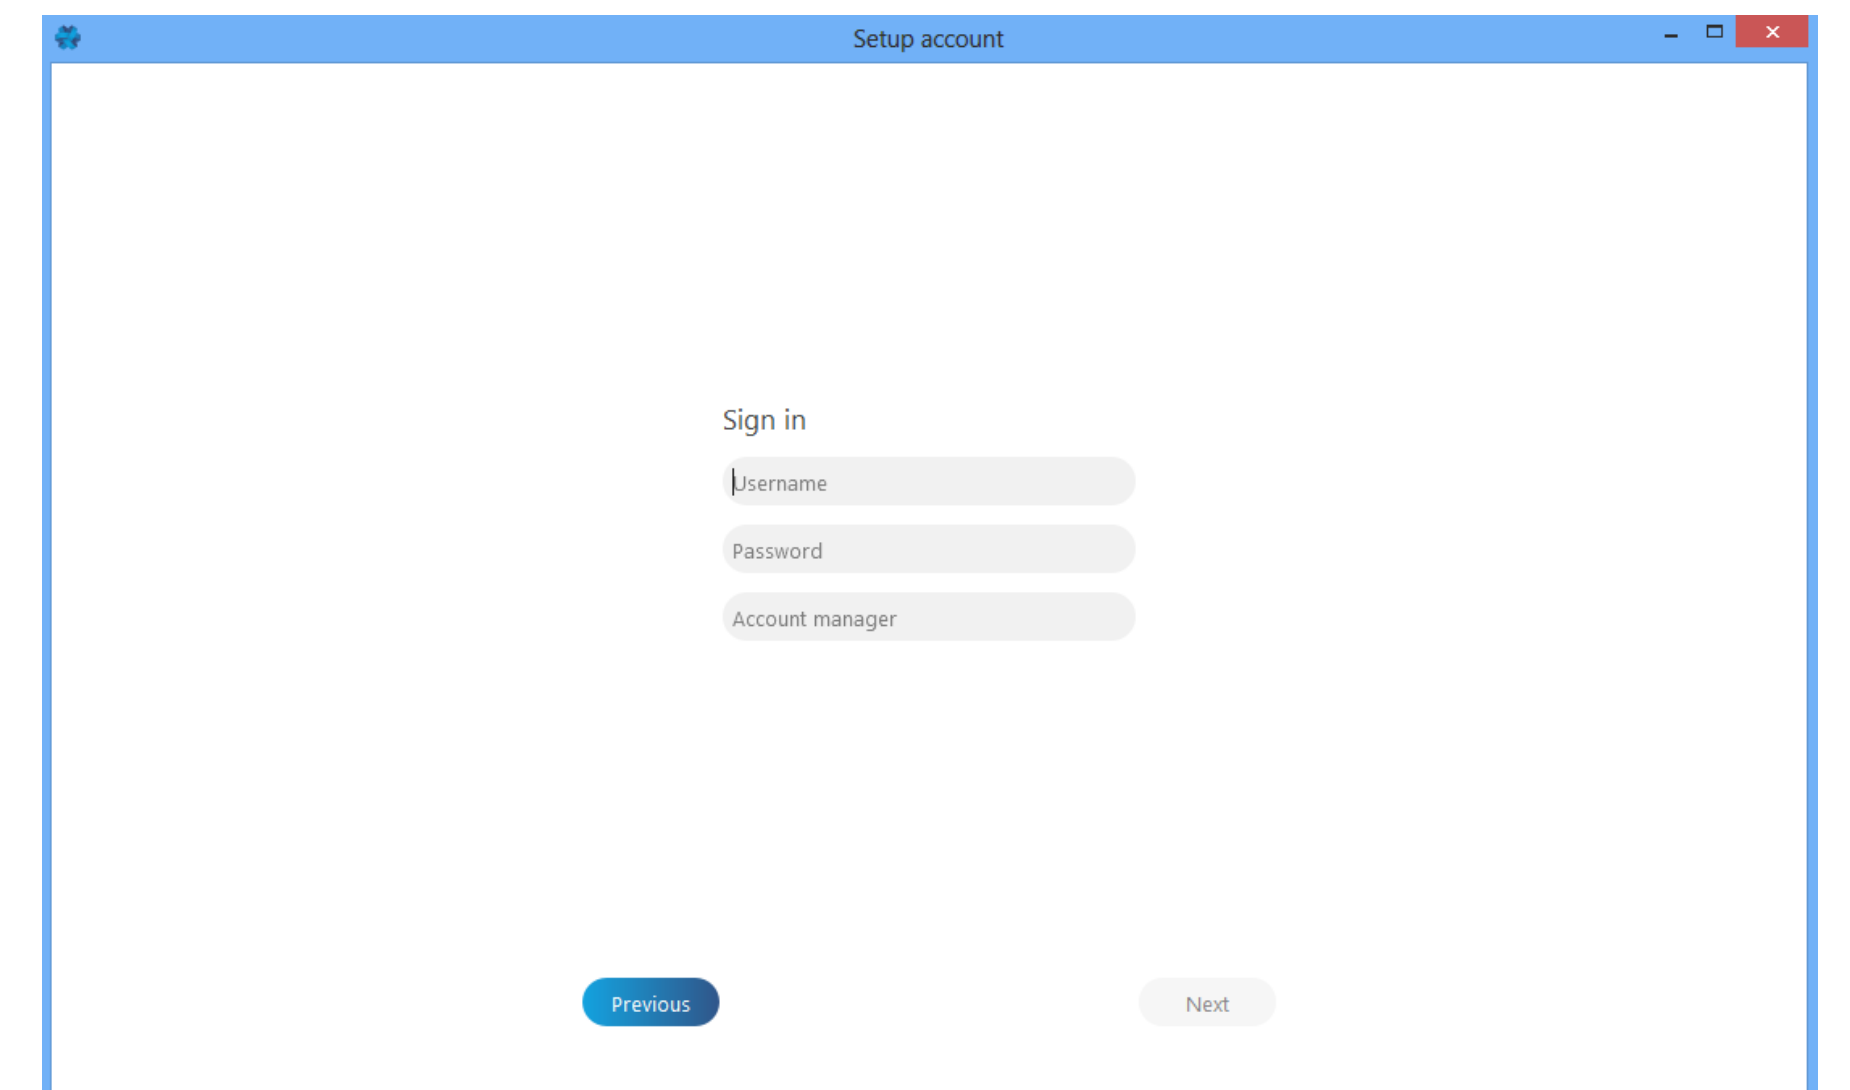 Setup account
Sign in
Username
Password
Account manager
Previous
Next